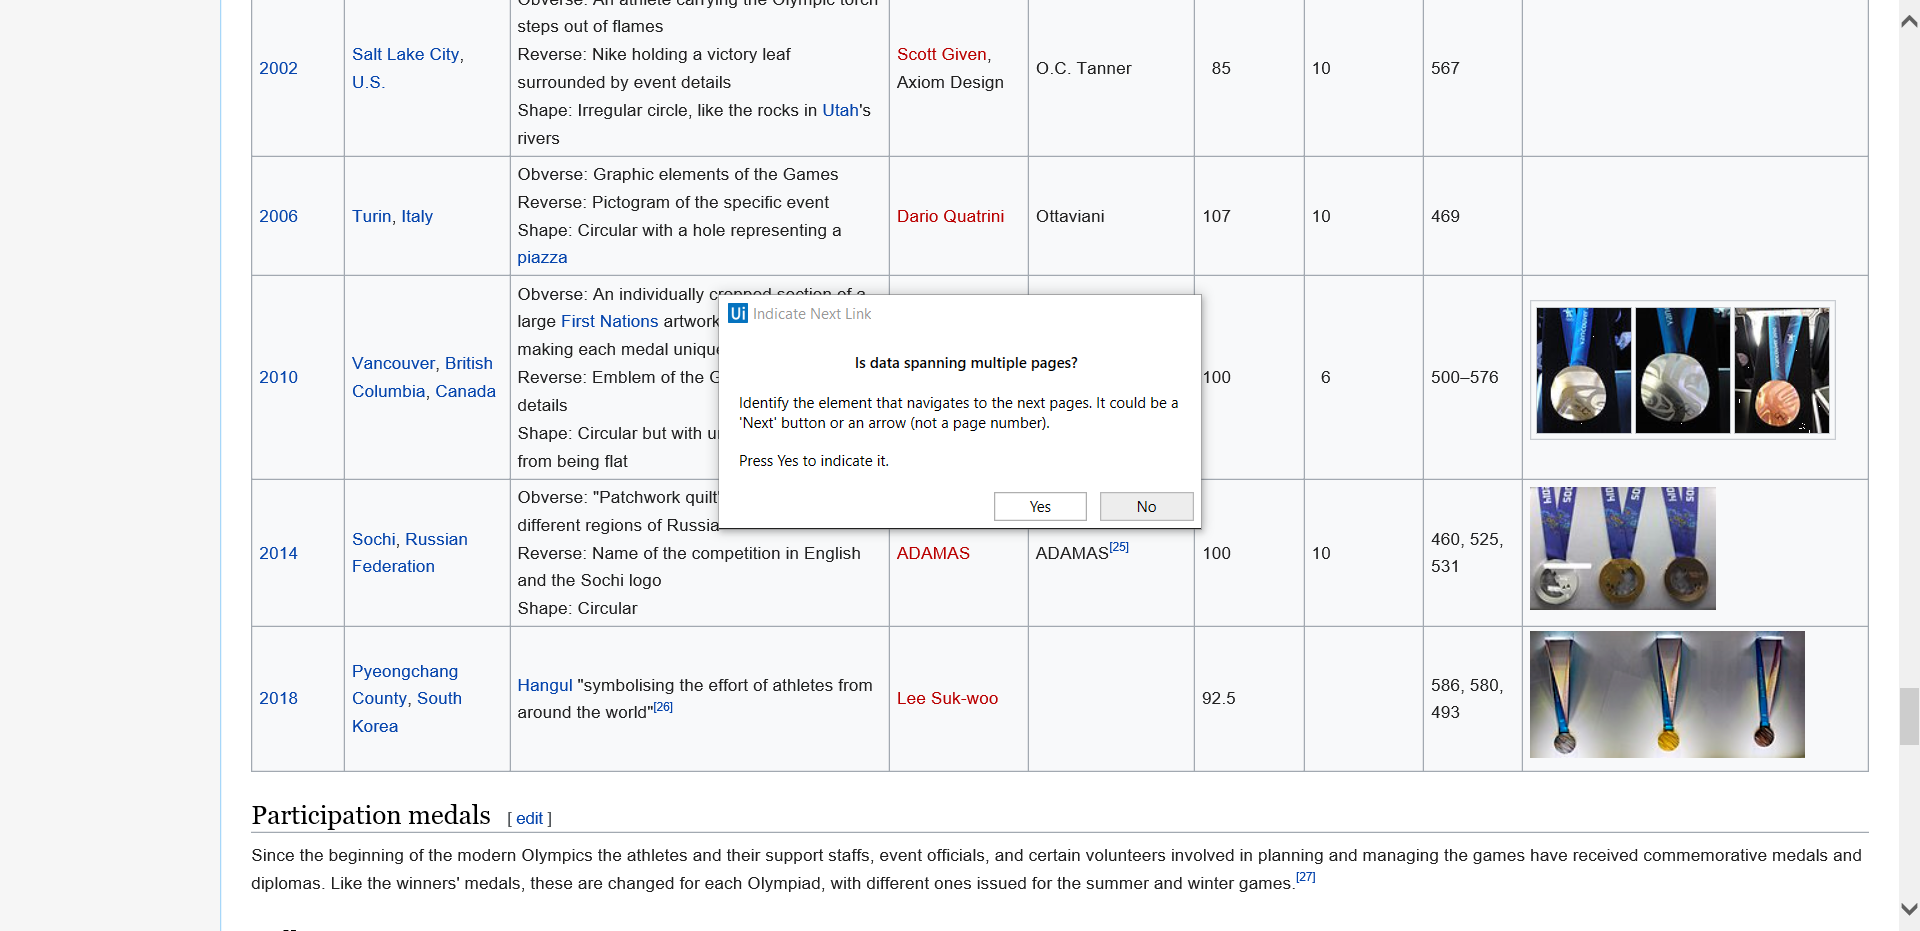 Obverse: An athlete carrying the Olympic torch
steps out of flames
Reverse: Nike holding a victory leaf
surrounded by event details
Shape: Irregular circle, like the rocks in Utah's
rivers
2002
Salt Lake City,
U.S.
Scott Given,
Axiom Design
O.C. Tanner
85
10
567
2006
Turin, Italy
Obverse: Graphic elements of the Games
Reverse: Pictogram of the specific event
Shape: Circular with a hole representing a
piazza
Dario Quatrini
Ottaviani
107
10
469
2010
Vancouver, British
Columbia, Canada
Obverse: An individually cropped section of a
large First Nations artwork
making each medal unique
Reverse: Emblem of the G
details
Shape: Circular but with u
from being flat
100
6
500–576
Ui Indicate Next Link
Is data spanning multiple pages?
Identify the element that navigates to the next pages. It could be a
'Next' button or an arrow (not a page number).
Press Yes to indicate it.
Yes
No
2014
Sochi, Russian
Federation
Obverse: "Patchwork quilt"
different regions of Russia
Reverse: Name of the competition in English
and the Sochi logo
Shape: Circular
ADAMAS
ADAMAS[25]
100
10
460, 525,
531
2018
Pyeongchang
County, South
Korea
Hangul "symbolising the effort of athletes from
around the world"[26]
Lee Suk-woo
92.5
586, 580,
493
Participation medals [ edit ]
Since the beginning of the modern Olympics the athletes and their support staffs, event officials, and certain volunteers involved in planning and managing the games have received commemorative medals and
diplomas. Like the winners' medals, these are changed for each Olympiad, with different ones issued for the summer and winter games.[27]